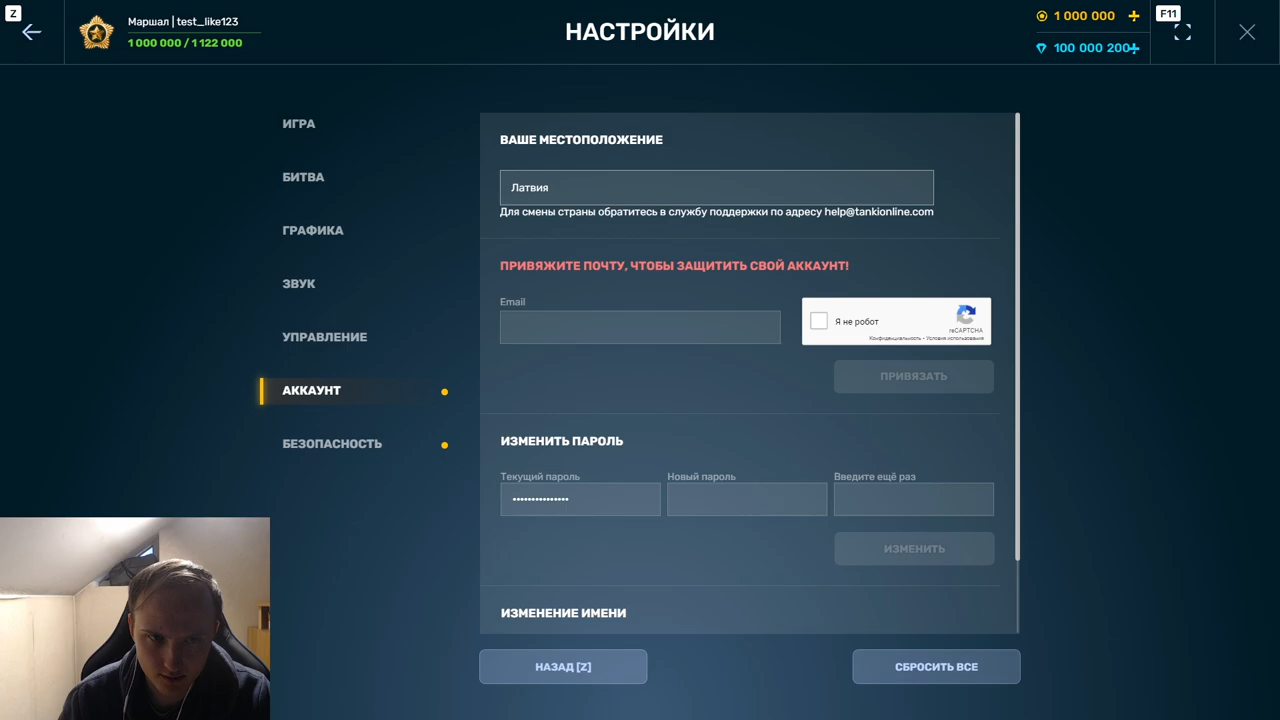 Z
Маршал | test_like123
1 000 000 / 1 122 000
НАСТРОЙКИ
1 000 000
100 000 200
F11
ИГРА
БИТВА
ГРАФИКА
ЗВУК
УПРАВЛЕНИЕ
АККАУНТ
БЕЗОПАСНОСТЬ
ВАШЕ МЕСТОПОЛОЖЕНИЕ
Латвия
Для смены страны обратитесь в службу поддержки по адресу help@tankionline.com
ПРИВЯЖИТЕ ПОЧТУ, ЧТОБЫ ЗАЩИТИТЬ СВОЙ АККАУНТ!
Email
Я не робот
reCAPTCHA
Конфиденциальность - Условия использования
ПРИВЯЗАТЬ
ИЗМЕНИТЬ ПАРОЛЬ
Текущий пароль Новый пароль Введите ещё раз
•••••••••••••••
ИЗМЕНИТЬ
ИЗМЕНЕНИЕ ИМЕНИ
НАЗАД [Z]
СБРОСИТЬ ВСЕ